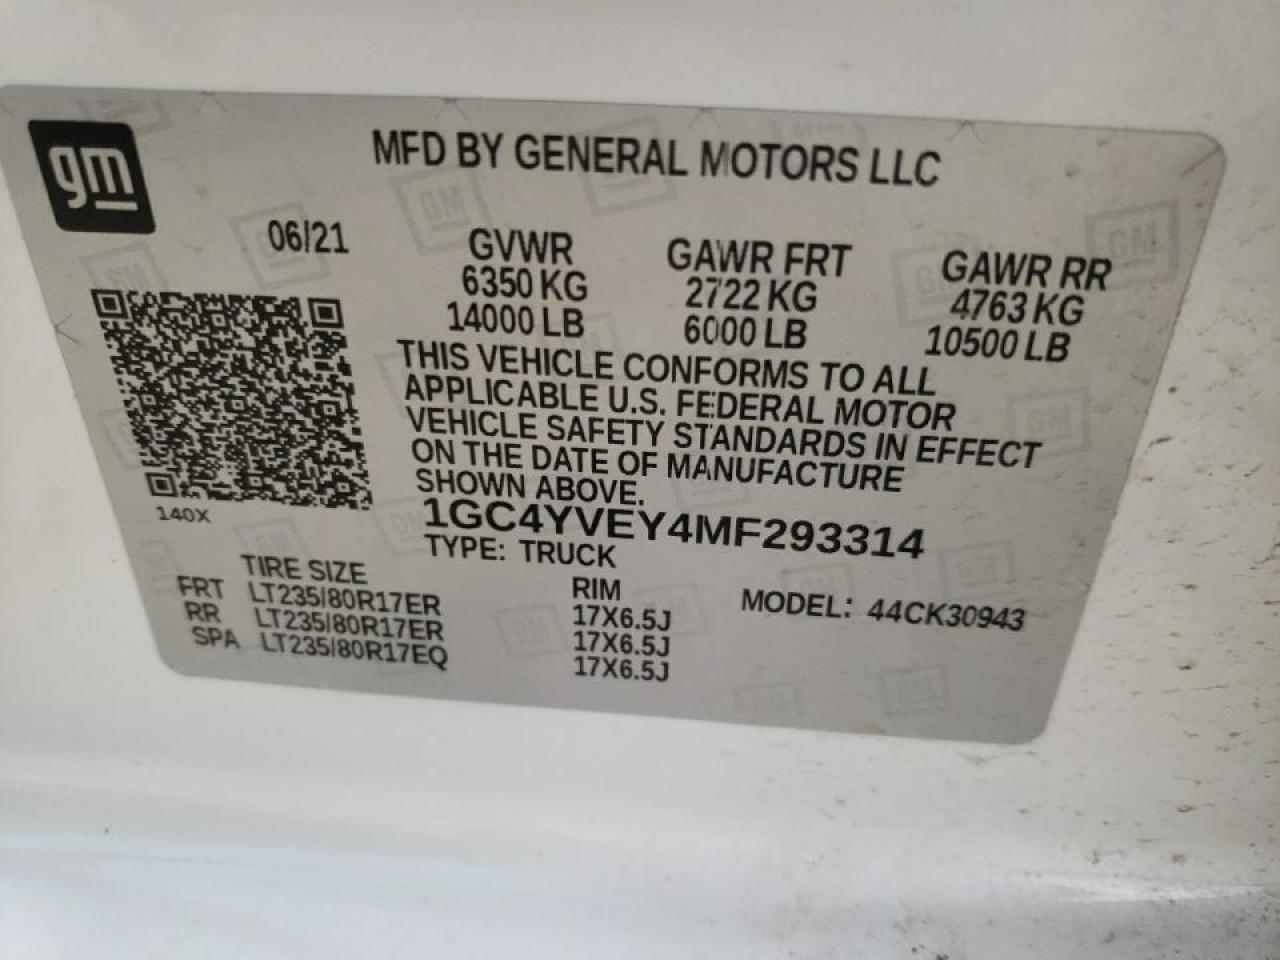 gm
MFD BY GENERAL MOTORS LLC
06/21
GVWR
6350 KG
14000 LB
GAWR FRT
2722 KG
6000 LB
GAWR RR
4763 KG
10500 LB
THIS VEHICLE CONFORMS TO ALL
APPLICABLE U.S. FEDERAL MOTOR
VEHICLE SAFETY STANDARDS IN EFFECT
ON THE DATE OF MANUFACTURE
SHOWN ABOVE.
140X
1GC4YVEY4MF293314
TYPE: TRUCK
TIRE SIZE RIM
FRT LT235/80R17ER 17X6.5J
RR LT235/80R17ER 17X6.5J
SPA LT235/80R17EQ 17X6.5J
MODEL: 44CK30943